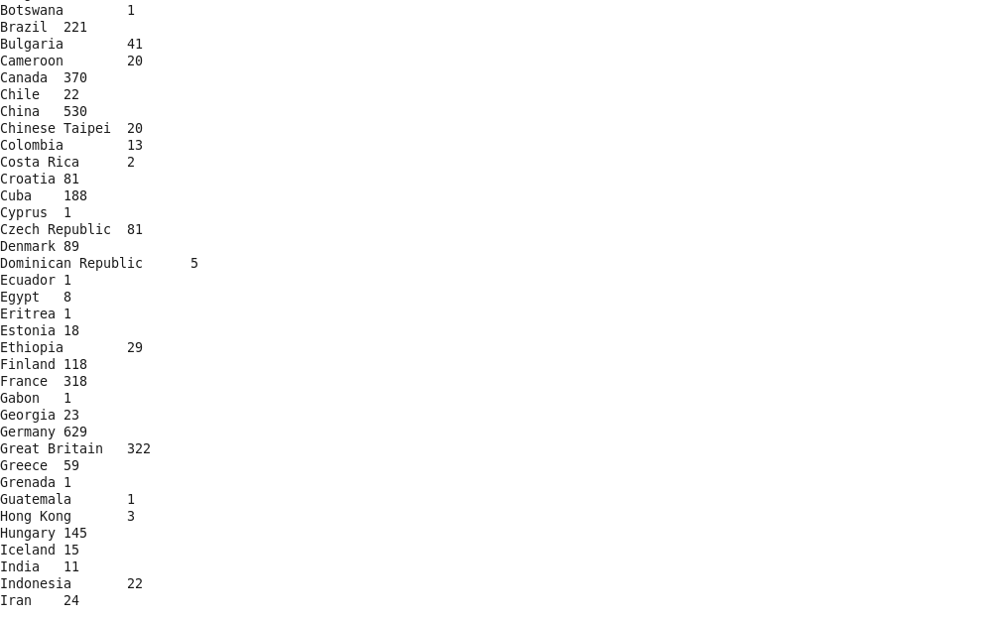 Botswana	1
Brazil	221
Bulgaria	41
Cameroon	20
Canada	370
Chile	22
China	530
Chinese Taipei	20
Colombia	13
Costa Rica	2
Croatia	81
Cuba	188
Cyprus	1
Czech Republic	81
Denmark	89
Dominican Republic	5
Ecuador	1
Egypt	8
Eritrea	1
Estonia	18
Ethiopia	29
Finland	118
France	318
Gabon	1
Georgia	23
Germany	629
Great Britain	322
Greece	59
Grenada	1
Guatemala	1
Hong Kong	3
Hungary	145
Iceland	15
India	11
Indonesia	22
Iran	24